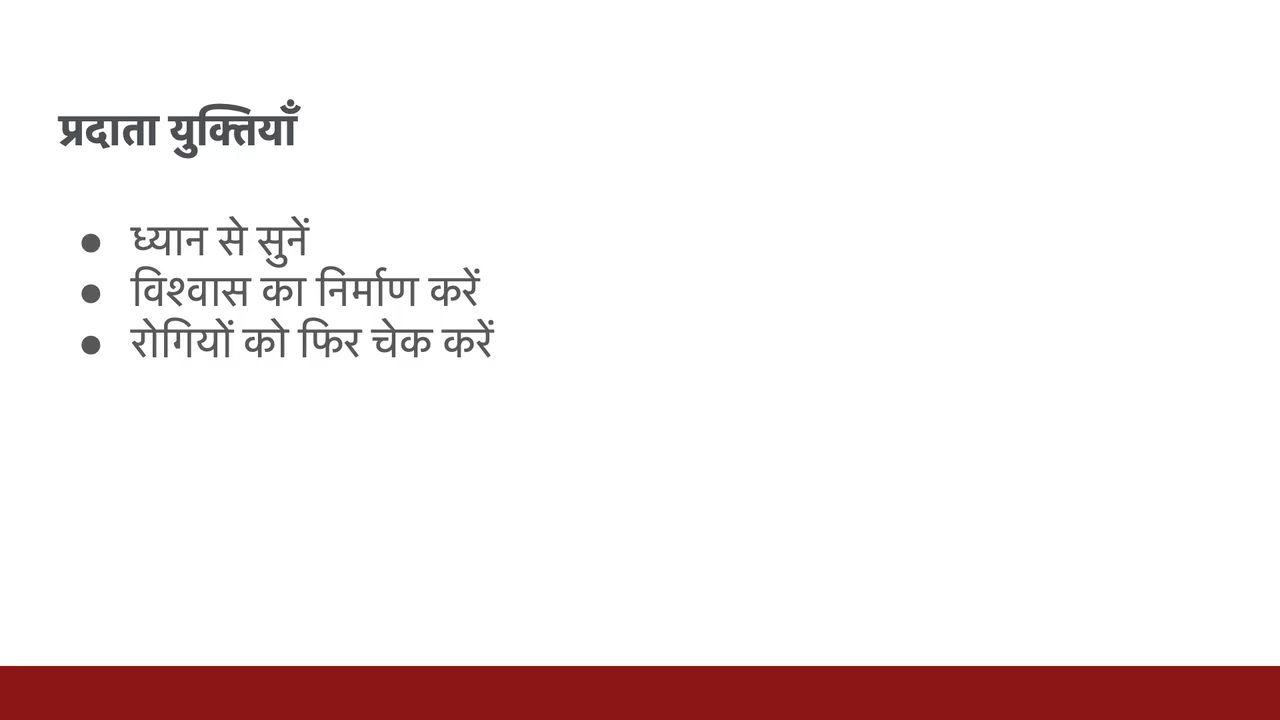 प्रदाता युक्तियाँ
● ध्यान से सुनें
● विश्वास का निर्माण करें
● रोगियों को फिर चेक करें